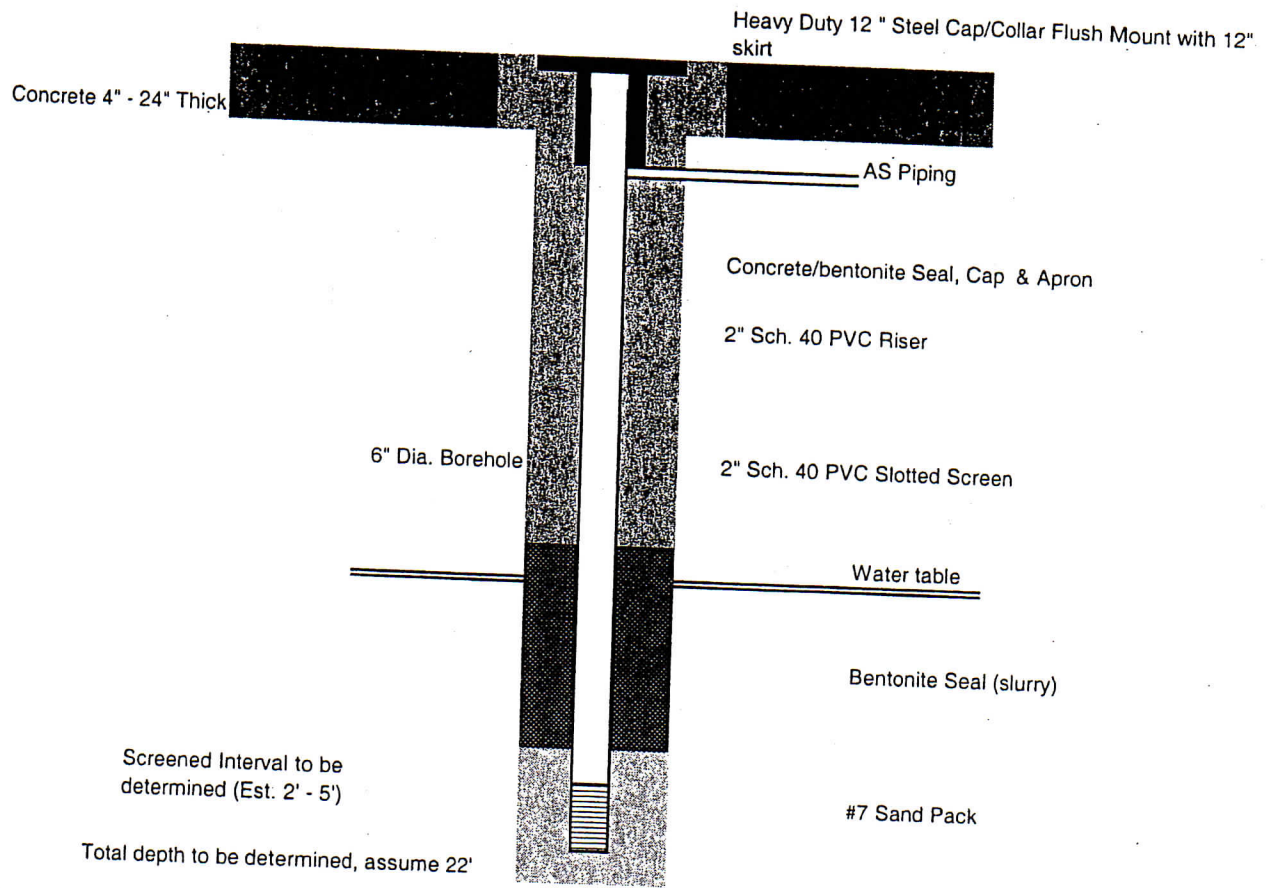 Heavy Duty 12 " Steel Cap/Collar Flush Mount with 12"
skirt
Concrete 4" - 24" Thick
AS Piping
Concrete/bentonite Seal, Cap & Apron
2" Sch. 40 PVC Riser
6" Dia. Borehole
2" Sch. 40 PVC Slotted Screen
Water table
Bentonite Seal (slurry)
Screened Interval to be
determined (Est. 2' - 5')
#7 Sand Pack
Total depth to be determined, assume 22'